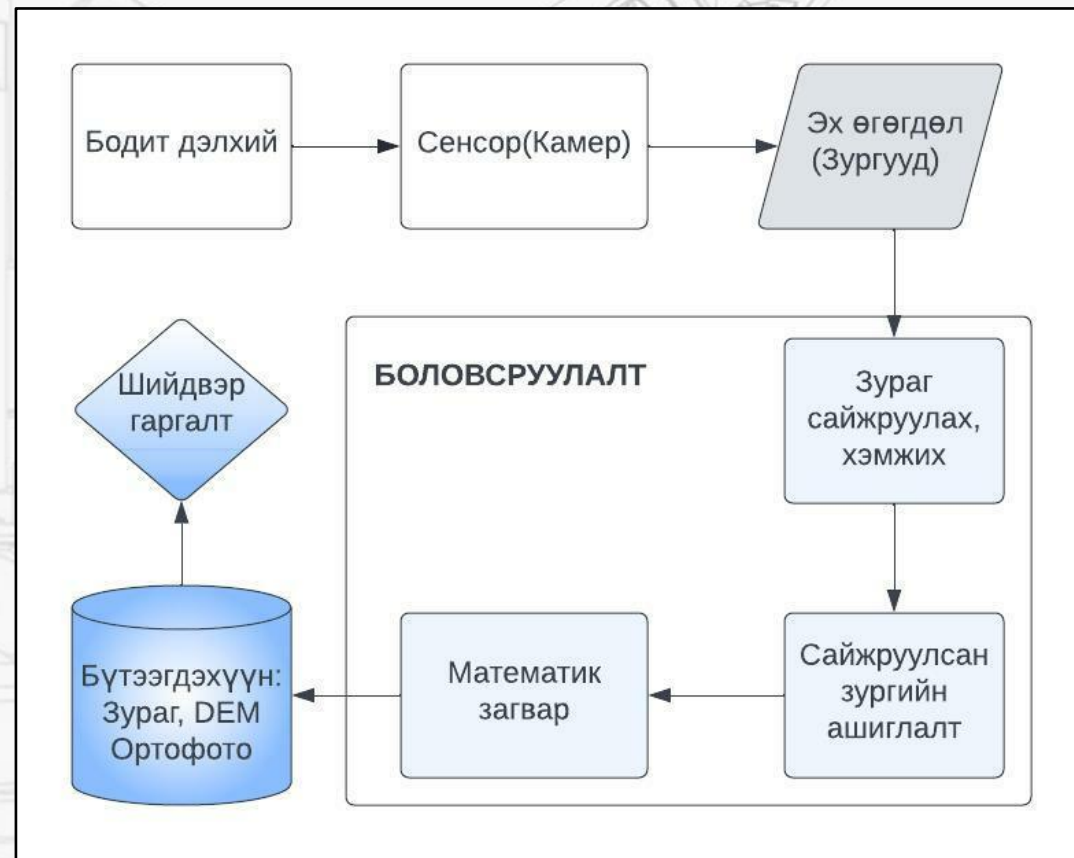 Бодит дэлхий
Сенсор(Камер)
Эх өгөгдөл
(Зургууд)
БОЛОВСРУУЛАЛТ
Зураг
сайжруулах,
хэмжих
Сайжруулсан
зургийн
ашиглалт
Математик
загвар
Бүтээгдэхүүн:
Зураг, DEM
Ортофото
Шийдвэр
гаргалт